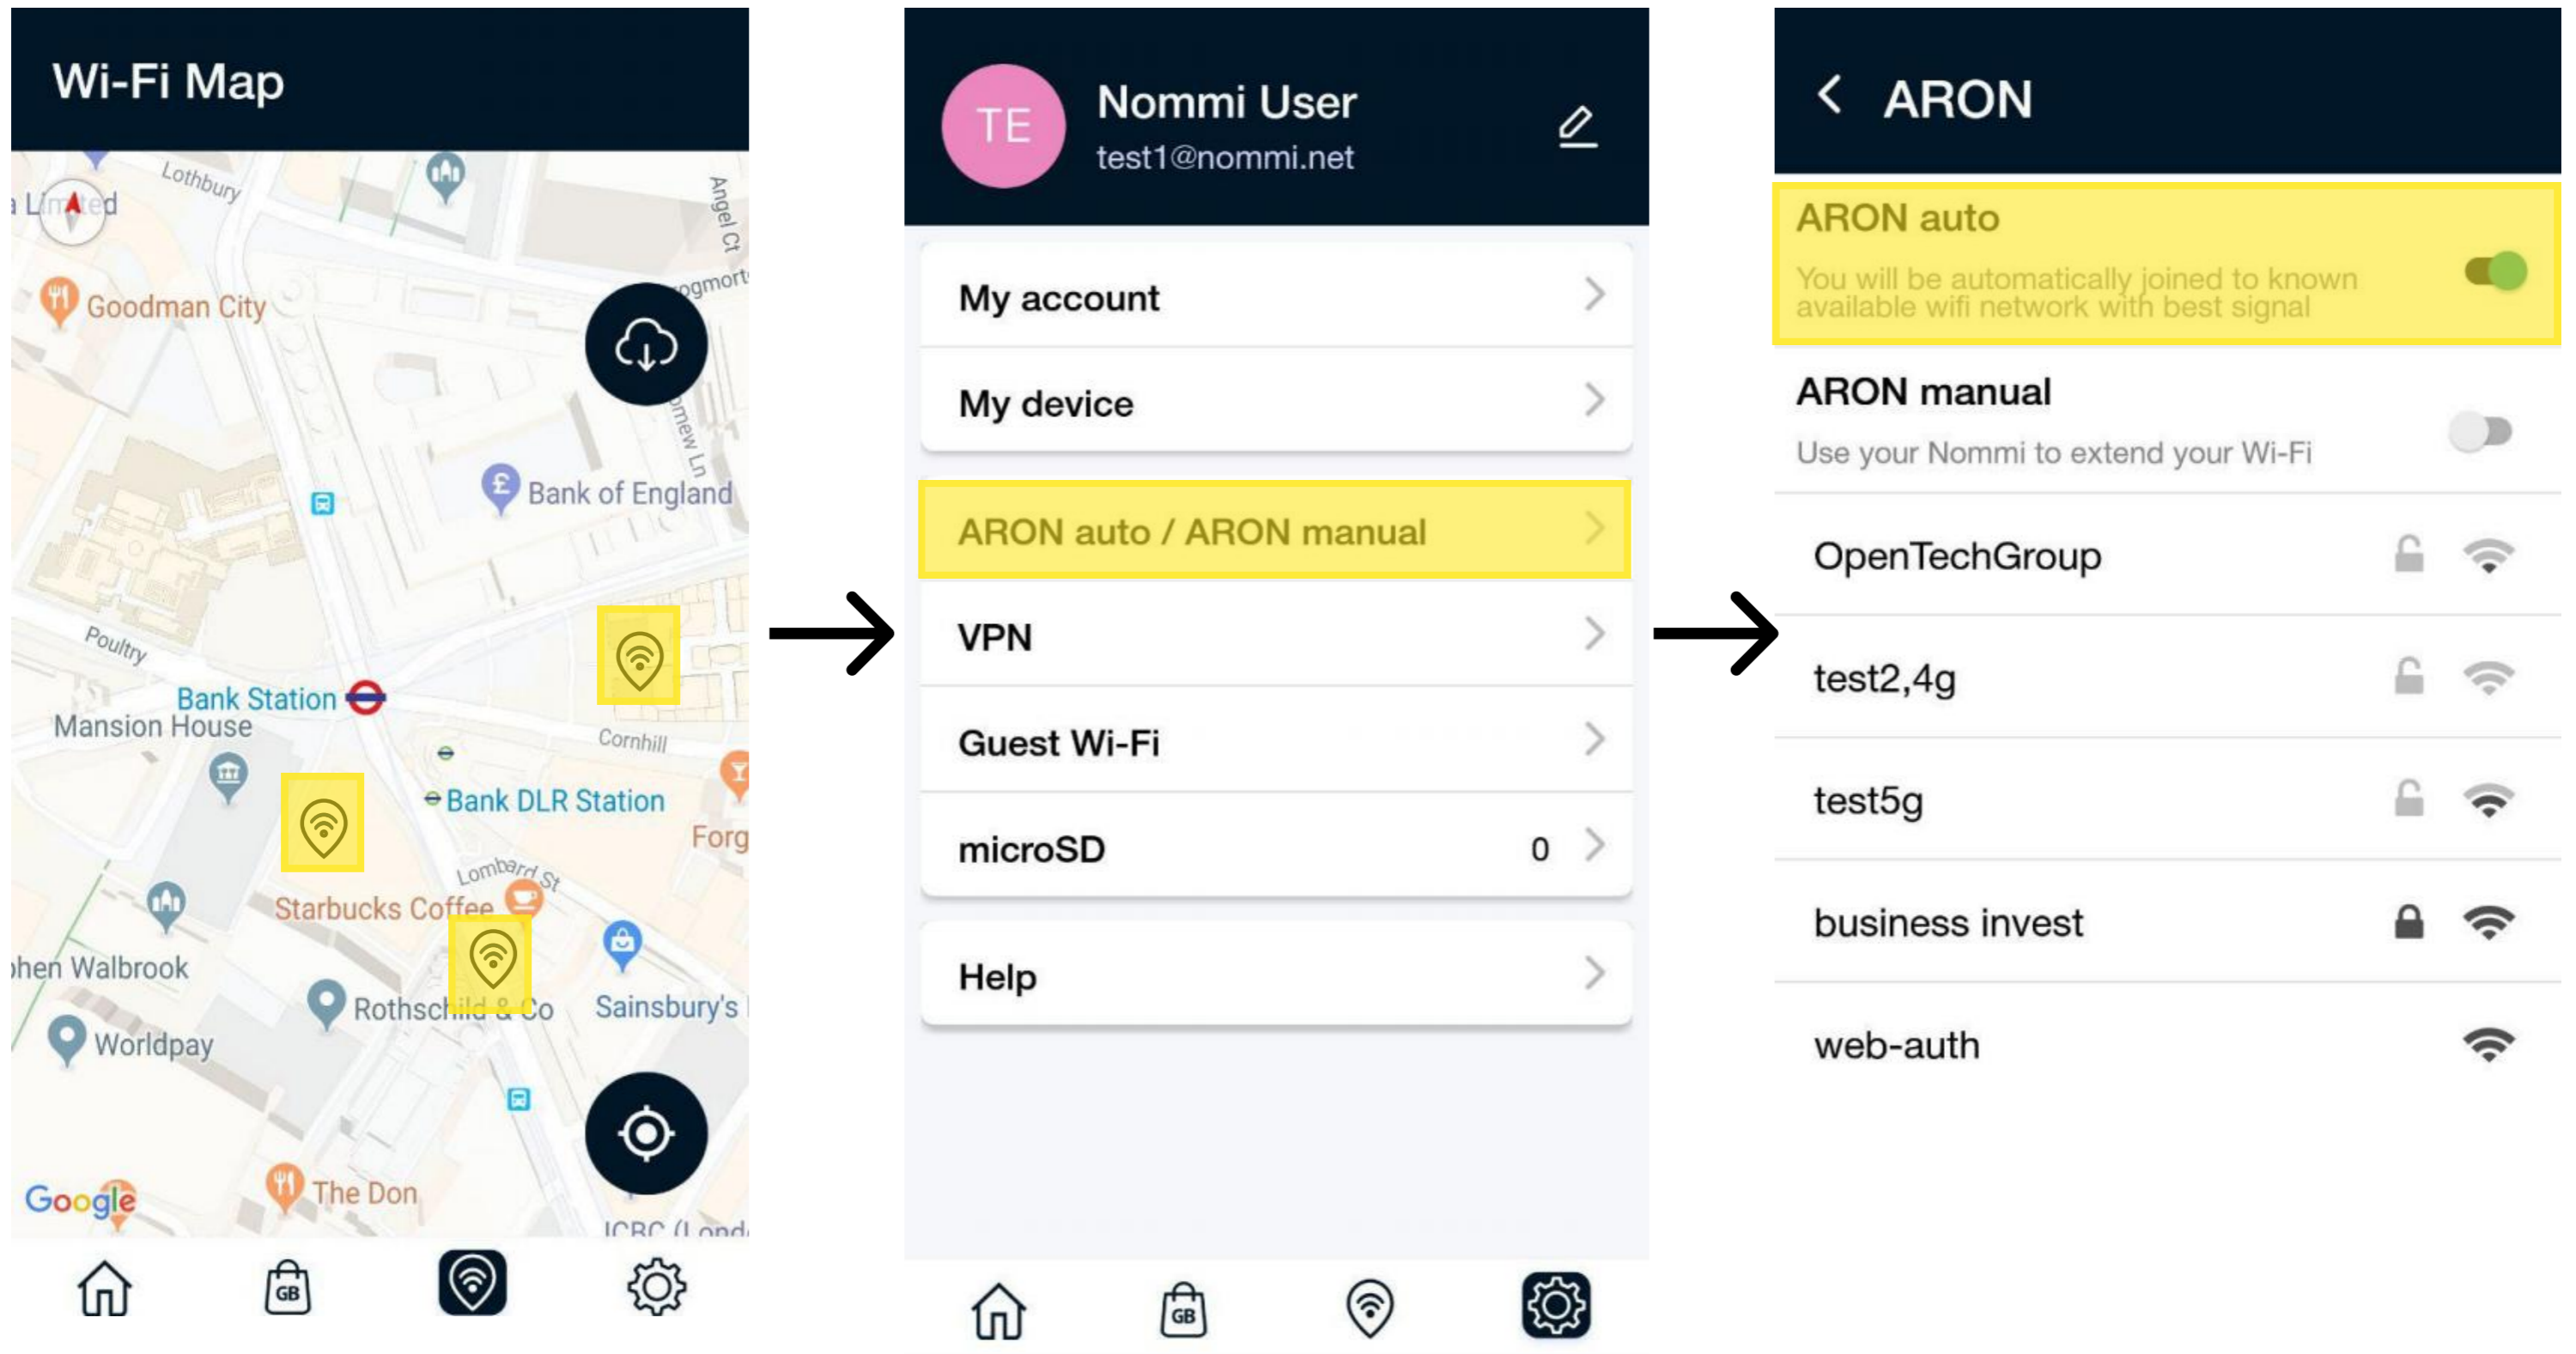 Wi-Fi Map
Lothbury
Angel Ct
Limited
Goodman City
Bank of England
Poultry
Bank Station
Mansion House
Cornhill
Bank DLR Station
Lombard St
Starbucks Coffee
Walbrook
Rothschild & Co
Sainsbury's
Worldpay
The Don
Google
ICBC
GB
TE
Nommi User
test1@nommi.net
My account
My device
ARON auto / ARON manual
VPN
Guest Wi-Fi
microSD 0
Help
GB
ARON
ARON auto
You will be automatically joined to known
available wifi network with best signal
ARON manual
Use your Nommi to extend your Wi-Fi
OpenTechGroup
test2,4g
test5g
business invest
web-auth